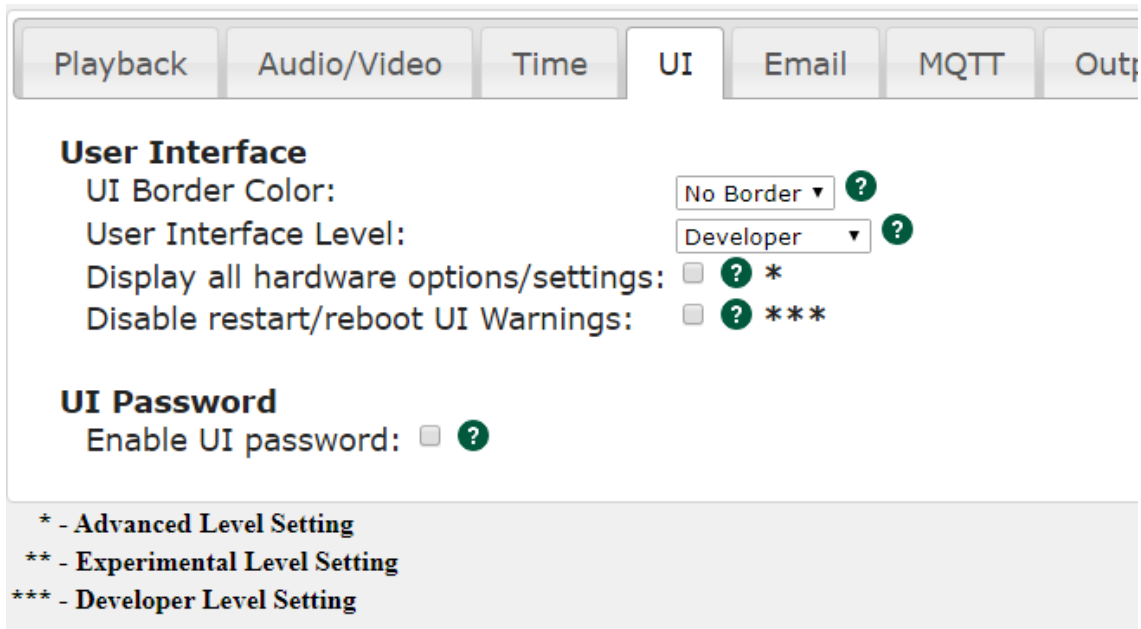 Playback Audio/Video Time UI Email MQTT
User Interface
UI Border Color: No Border ?
User Interface Level: Developer ?
Display all hardware options/settings: ? *
Disable restart/reboot UI Warnings: ? ***
UI Password
Enable UI password: ?
* - Advanced Level Setting
** - Experimental Level Setting
*** - Developer Level Setting